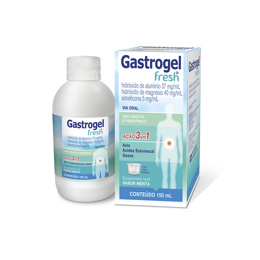 Gastrogel
fresh
Gastrogel
fresh
hidróxido de alumínio 37 mg/mL
hidróxido de magnésio 40 mg/mL
simeticona 5 mg/mL
VIA ORAL
USO ADULTO
E PEDIÁTRICO
AÇÃO 3 em 1
Azia
Acidez Estomacal
Gases
Suspensão oral
SABOR MENTA
CONTEÚDO 150 mL